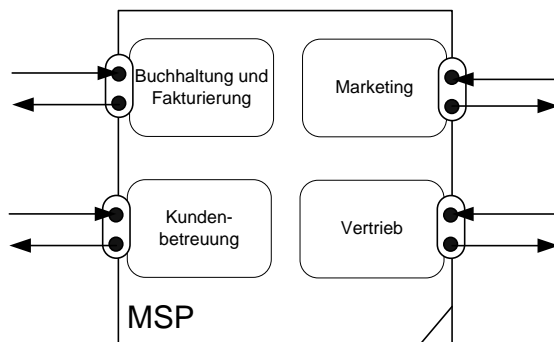 Buchhaltung und
Fakturierung
Marketing
Kunden-
betreuung
Vertrieb
MSP